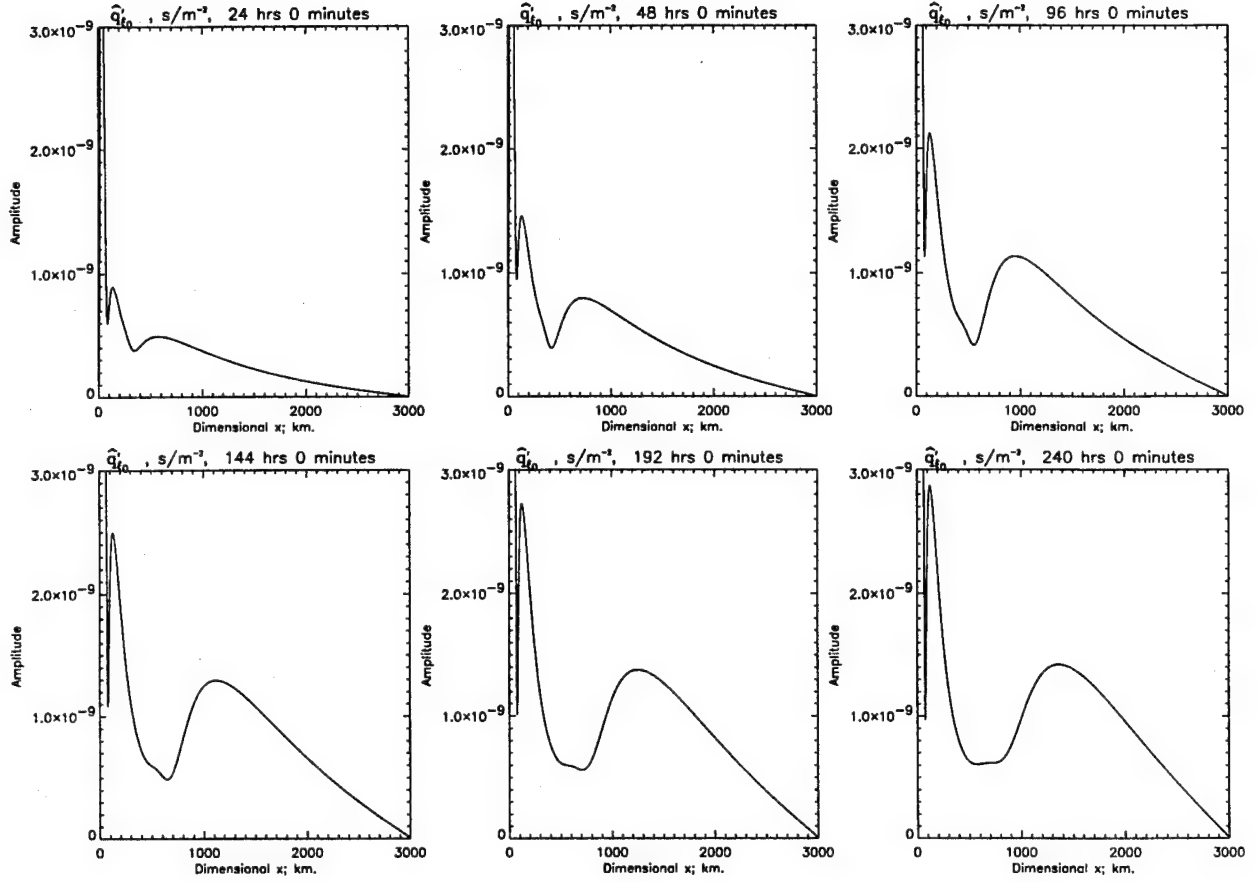 q̂′ℓ₀ , s/m⁻², 24 hrs 0 minutes
3.0×10⁻⁹
2.0×10⁻⁹
1.0×10⁻⁹
0
Amplitude
0 1000 2000 3000
Dimensional x; km.
q̂′ℓ₀ , s/m⁻², 48 hrs 0 minutes
3.0×10⁻⁹
2.0×10⁻⁹
1.0×10⁻⁹
0
Amplitude
0 1000 2000 3000
Dimensional x; km.
q̂′ℓ₀ , s/m⁻², 96 hrs 0 minutes
3.0×10⁻⁹
2.0×10⁻⁹
1.0×10⁻⁹
0
Amplitude
0 1000 2000 3000
Dimensional x; km.
q̂′ℓ₀ , s/m⁻², 144 hrs 0 minutes
3.0×10⁻⁹
2.0×10⁻⁹
1.0×10⁻⁹
0
Amplitude
0 1000 2000 3000
Dimensional x; km.
q̂′ℓ₀ , s/m⁻², 192 hrs 0 minutes
3.0×10⁻⁹
2.0×10⁻⁹
1.0×10⁻⁹
0
Amplitude
0 1000 2000 3000
Dimensional x; km.
q̂′ℓ₀ , s/m⁻², 240 hrs 0 minutes
3.0×10⁻⁹
2.0×10⁻⁹
1.0×10⁻⁹
0
Amplitude
0 1000 2000 3000
Dimensional x; km.